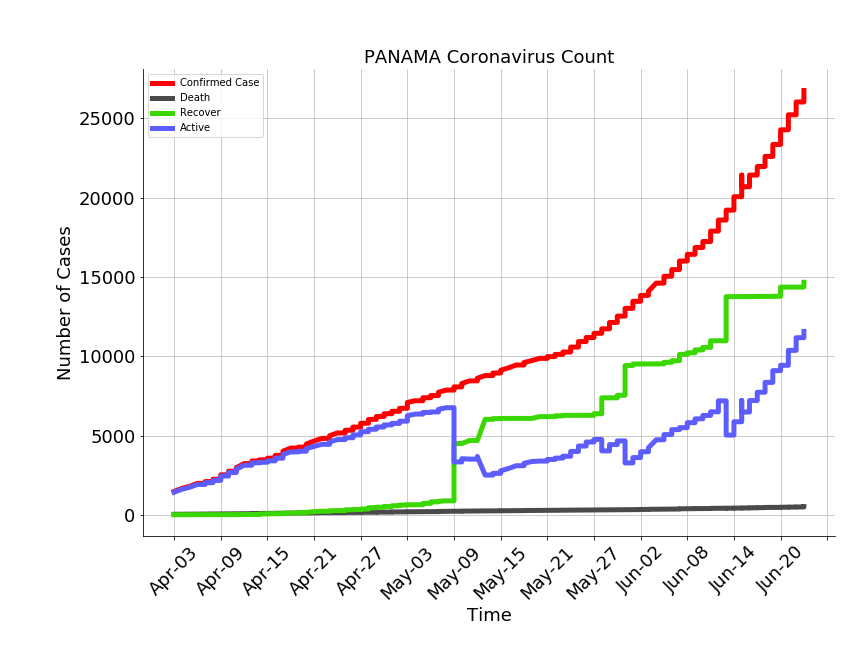 PANAMA Coronavirus Count
Confirmed Case
Death
Recover
Active
25000
20000
15000
10000
5000
0
Number of Cases
Apr-03
Apr-09
Apr-15
Apr-21
Apr-27
May-03
May-09
May-15
May-21
May-27
Jun-02
Jun-08
Jun-14
Jun-20
Time